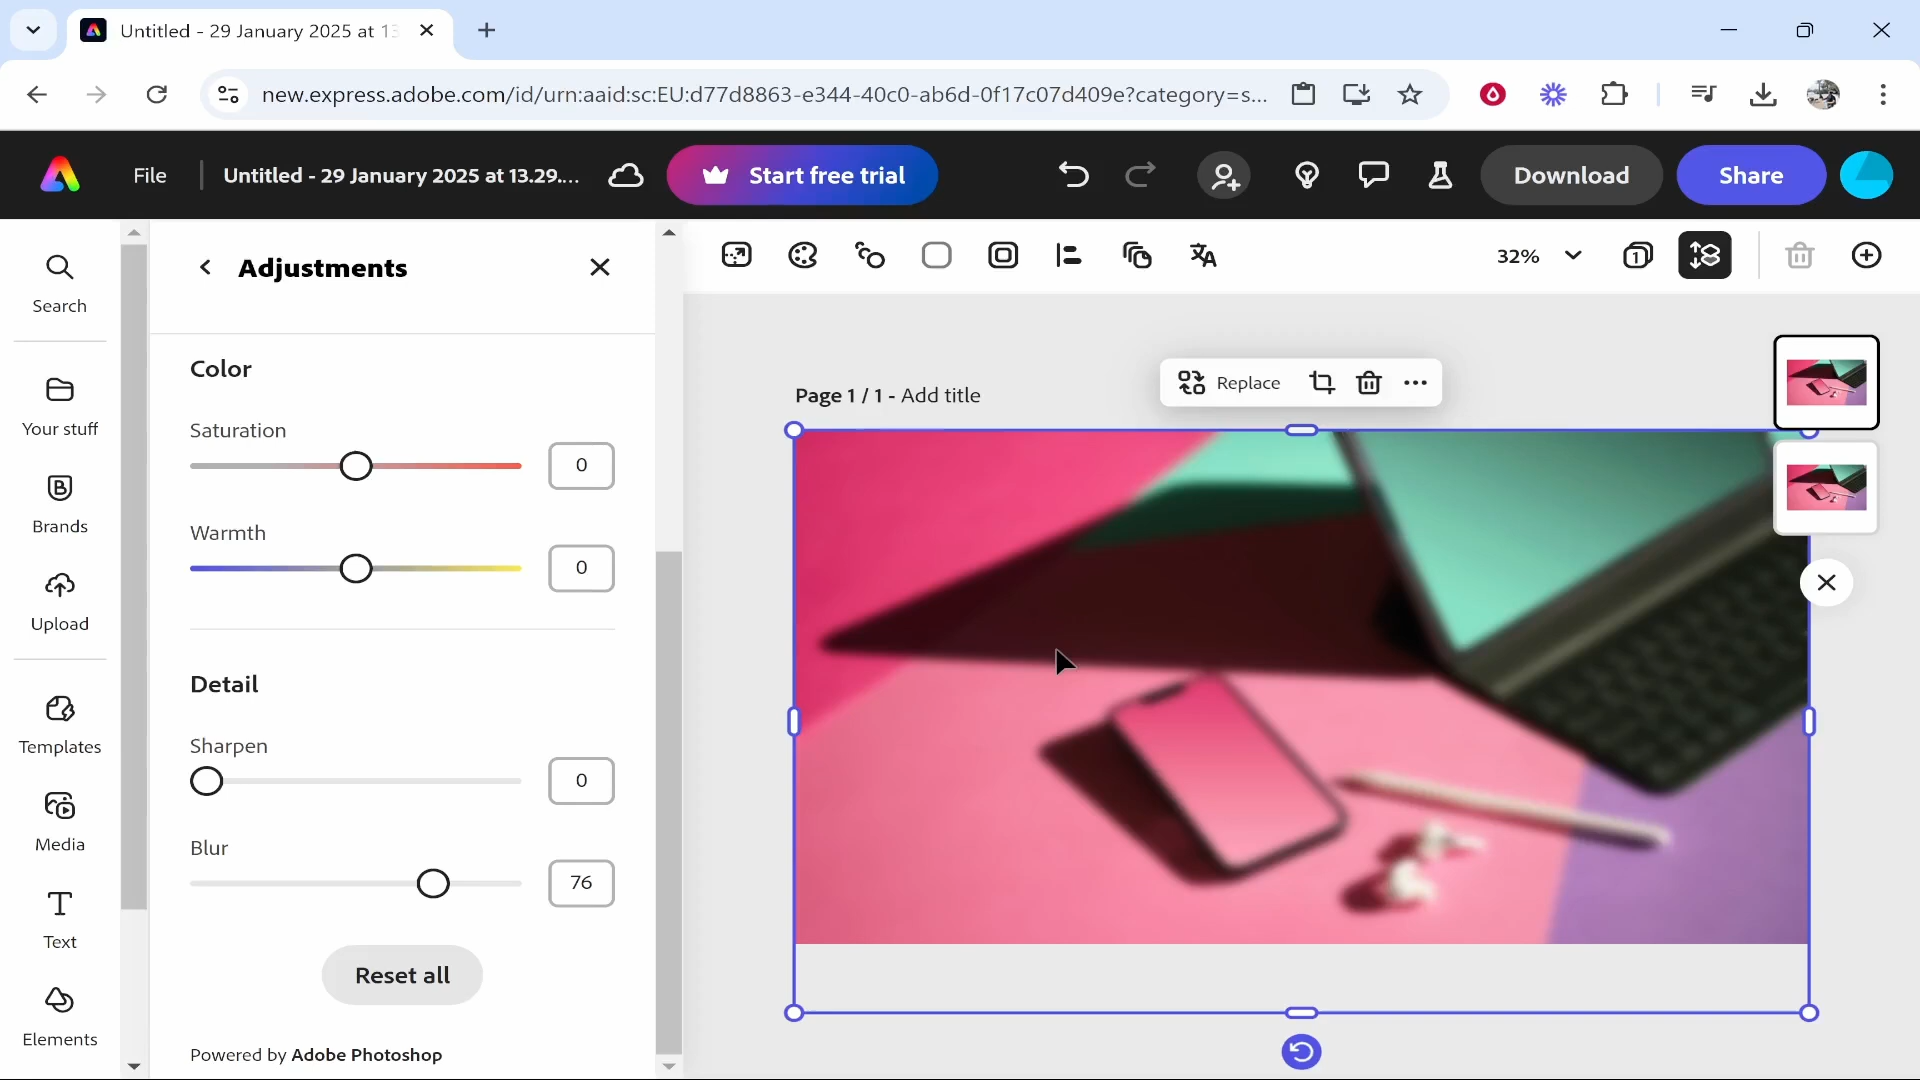 Untitled - 29 January 2025 at 13
new.express.adobe.com/id/urn:aaid:sc:EU:d77d8863-e344-40c0-ab6d-0f17c07d409e?category=s...
File
Untitled - 29 January 2025 at 13.29....
Start free trial
Download
Share
Search
Your stuff
Brands
Upload
Templates
Media
Text
Elements
Adjustments
Color
Saturation
0
Warmth
0
Detail
Sharpen
0
Blur
76
Reset all
Powered by Adobe Photoshop
32%
1
Page 1 / 1 - Add title
Replace